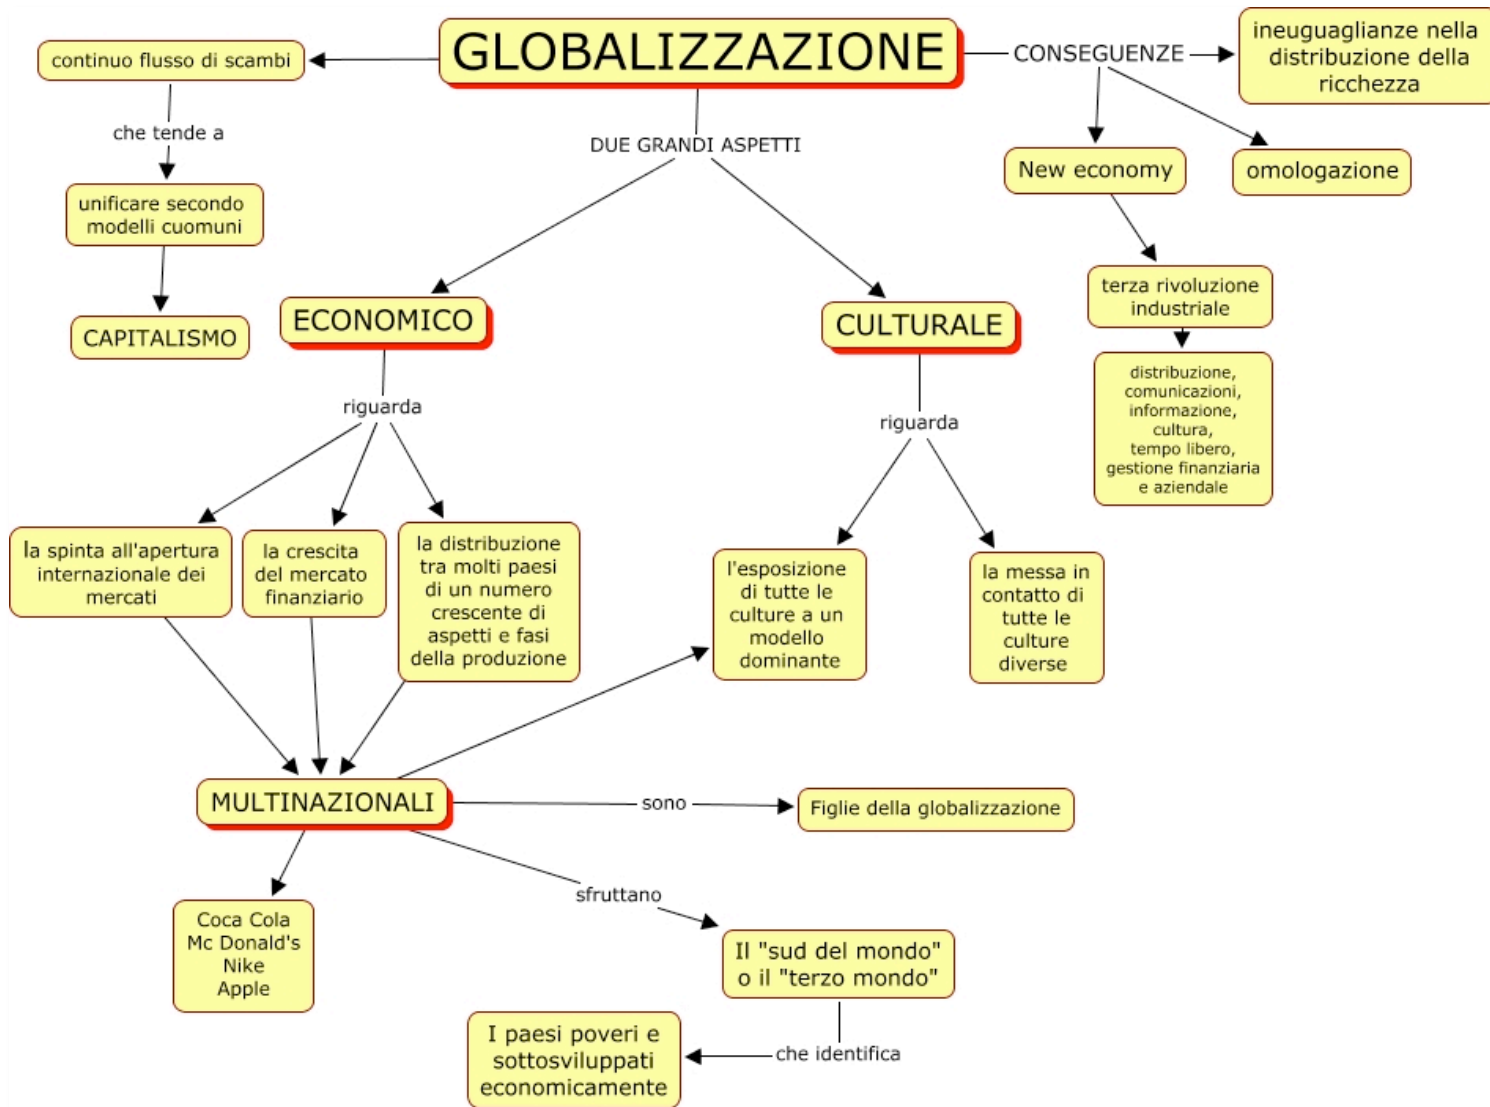 GLOBALIZZAZIONE
continuo flusso di scambi
che tende a
unificare secondo
modelli cuomuni
CAPITALISMO
DUE GRANDI ASPETTI
CONSEGUENZE
ineuguaglianze nella
distribuzione della
ricchezza
New economy
omologazione
terza rivoluzione
industriale
distribuzione,
comunicazioni,
informazione,
cultura,
tempo libero,
gestione finanziaria
e aziendale
ECONOMICO
riguarda
la spinta all'apertura
internazionale dei
mercati
la crescita
del mercato
finanziario
la distribuzione
tra molti paesi
di un numero
crescente di
aspetti e fasi
della produzione
CULTURALE
riguarda
l'esposizione
di tutte le
culture a un
modello
dominante
la messa in
contatto di
tutte le
culture
diverse
MULTINAZIONALI
sono
Figlie della globalizzazione
Coca Cola
Mc Donald's
Nike
Apple
sfruttano
Il "sud del mondo"
o il "terzo mondo"
che identifica
I paesi poveri e
sottosviluppati
economicamente